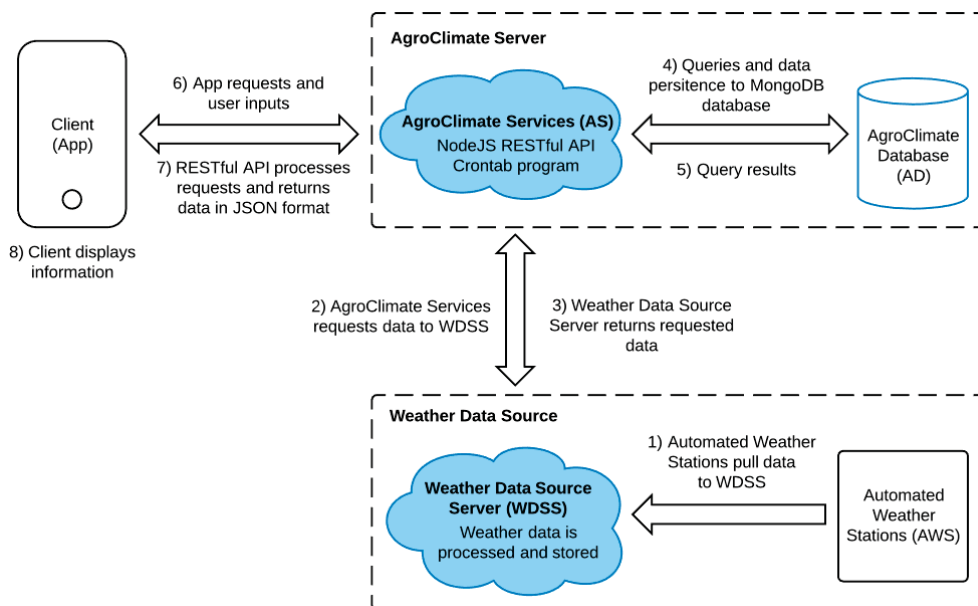 AgroClimate Server
6) App requests and
user inputs
Client
(App)
7) RESTful API processes
requests and returns
data in JSON format
8) Client displays
information
AgroClimate Services (AS)
NodeJS RESTful API
Crontab program
4) Queries and data
persitence to MongoDB
database
5) Query results
AgroClimate
Database
(AD)
2) AgroClimate Services
requests data to WDSS
3) Weather Data Source
Server returns requested
data
Weather Data Source
Weather Data Source
Server (WDSS)
Weather data is
processed and stored
1) Automated Weather
Stations pull data
to WDSS
Automated
Weather
Stations (AWS)